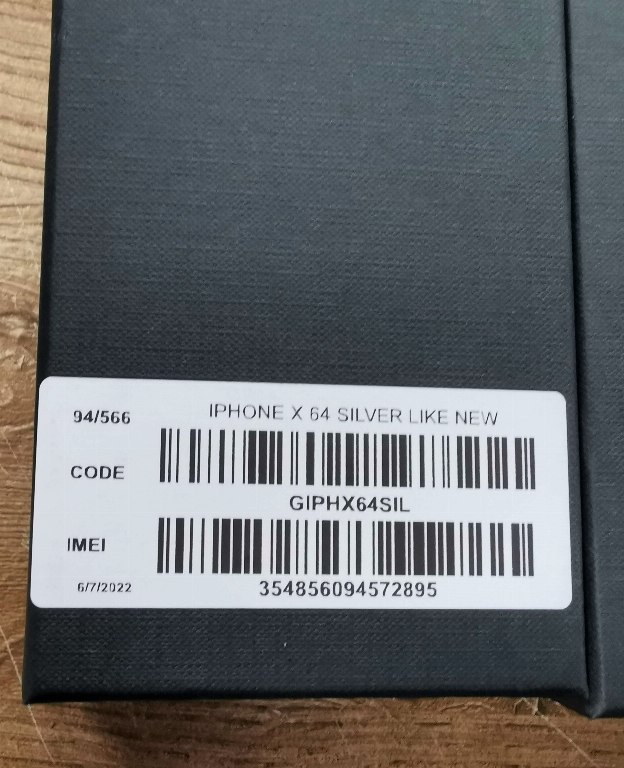 94/566 IPHONE X 64 SILVER LIKE NEW
CODE
GIPHX64SIL
IMEI
6/7/2022 354856094572895